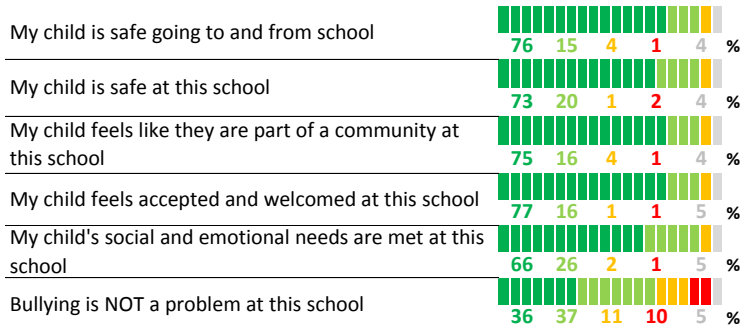 My child is safe going to and from school
76 15 4 1 4 %
My child is safe at this school
73 20 1 2 4 %
My child feels like they are part of a community at
this school
75 16 4 1 4 %
My child feels accepted and welcomed at this school
77 16 1 1 5 %
My child's social and emotional needs are met at this
school
66 26 2 1 5 %
Bullying is NOT a problem at this school
36 37 11 10 5 %